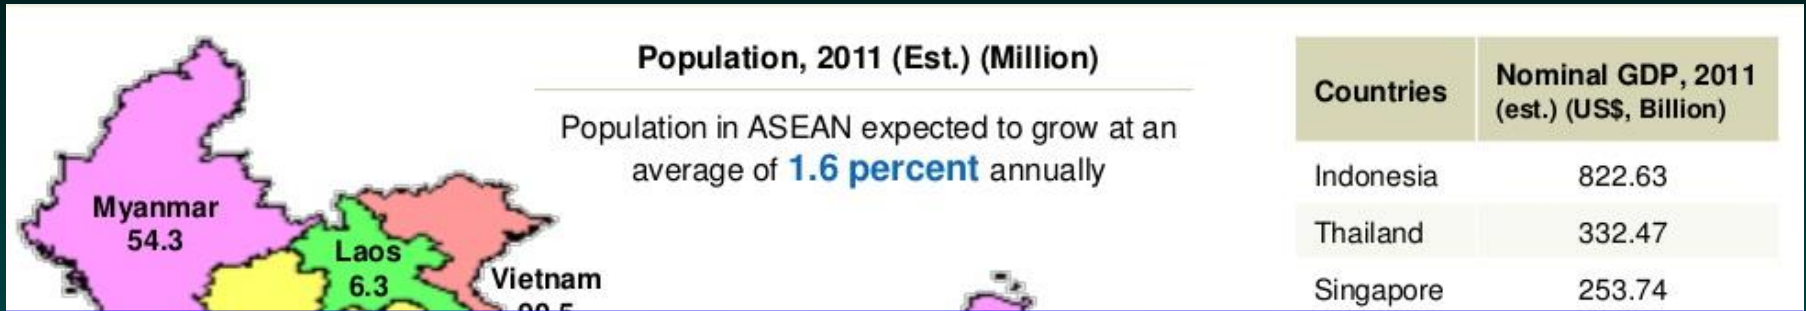 Population, 2011 (Est.) (Million)
Population in ASEAN expected to grow at an
average of 1.6 percent annually
Myanmar
54.3
Laos
6.3
Vietnam
Countries Nominal GDP, 2011
(est.) (US$, Billion)
Indonesia 822.63
Thailand 332.47
Singapore 253.74